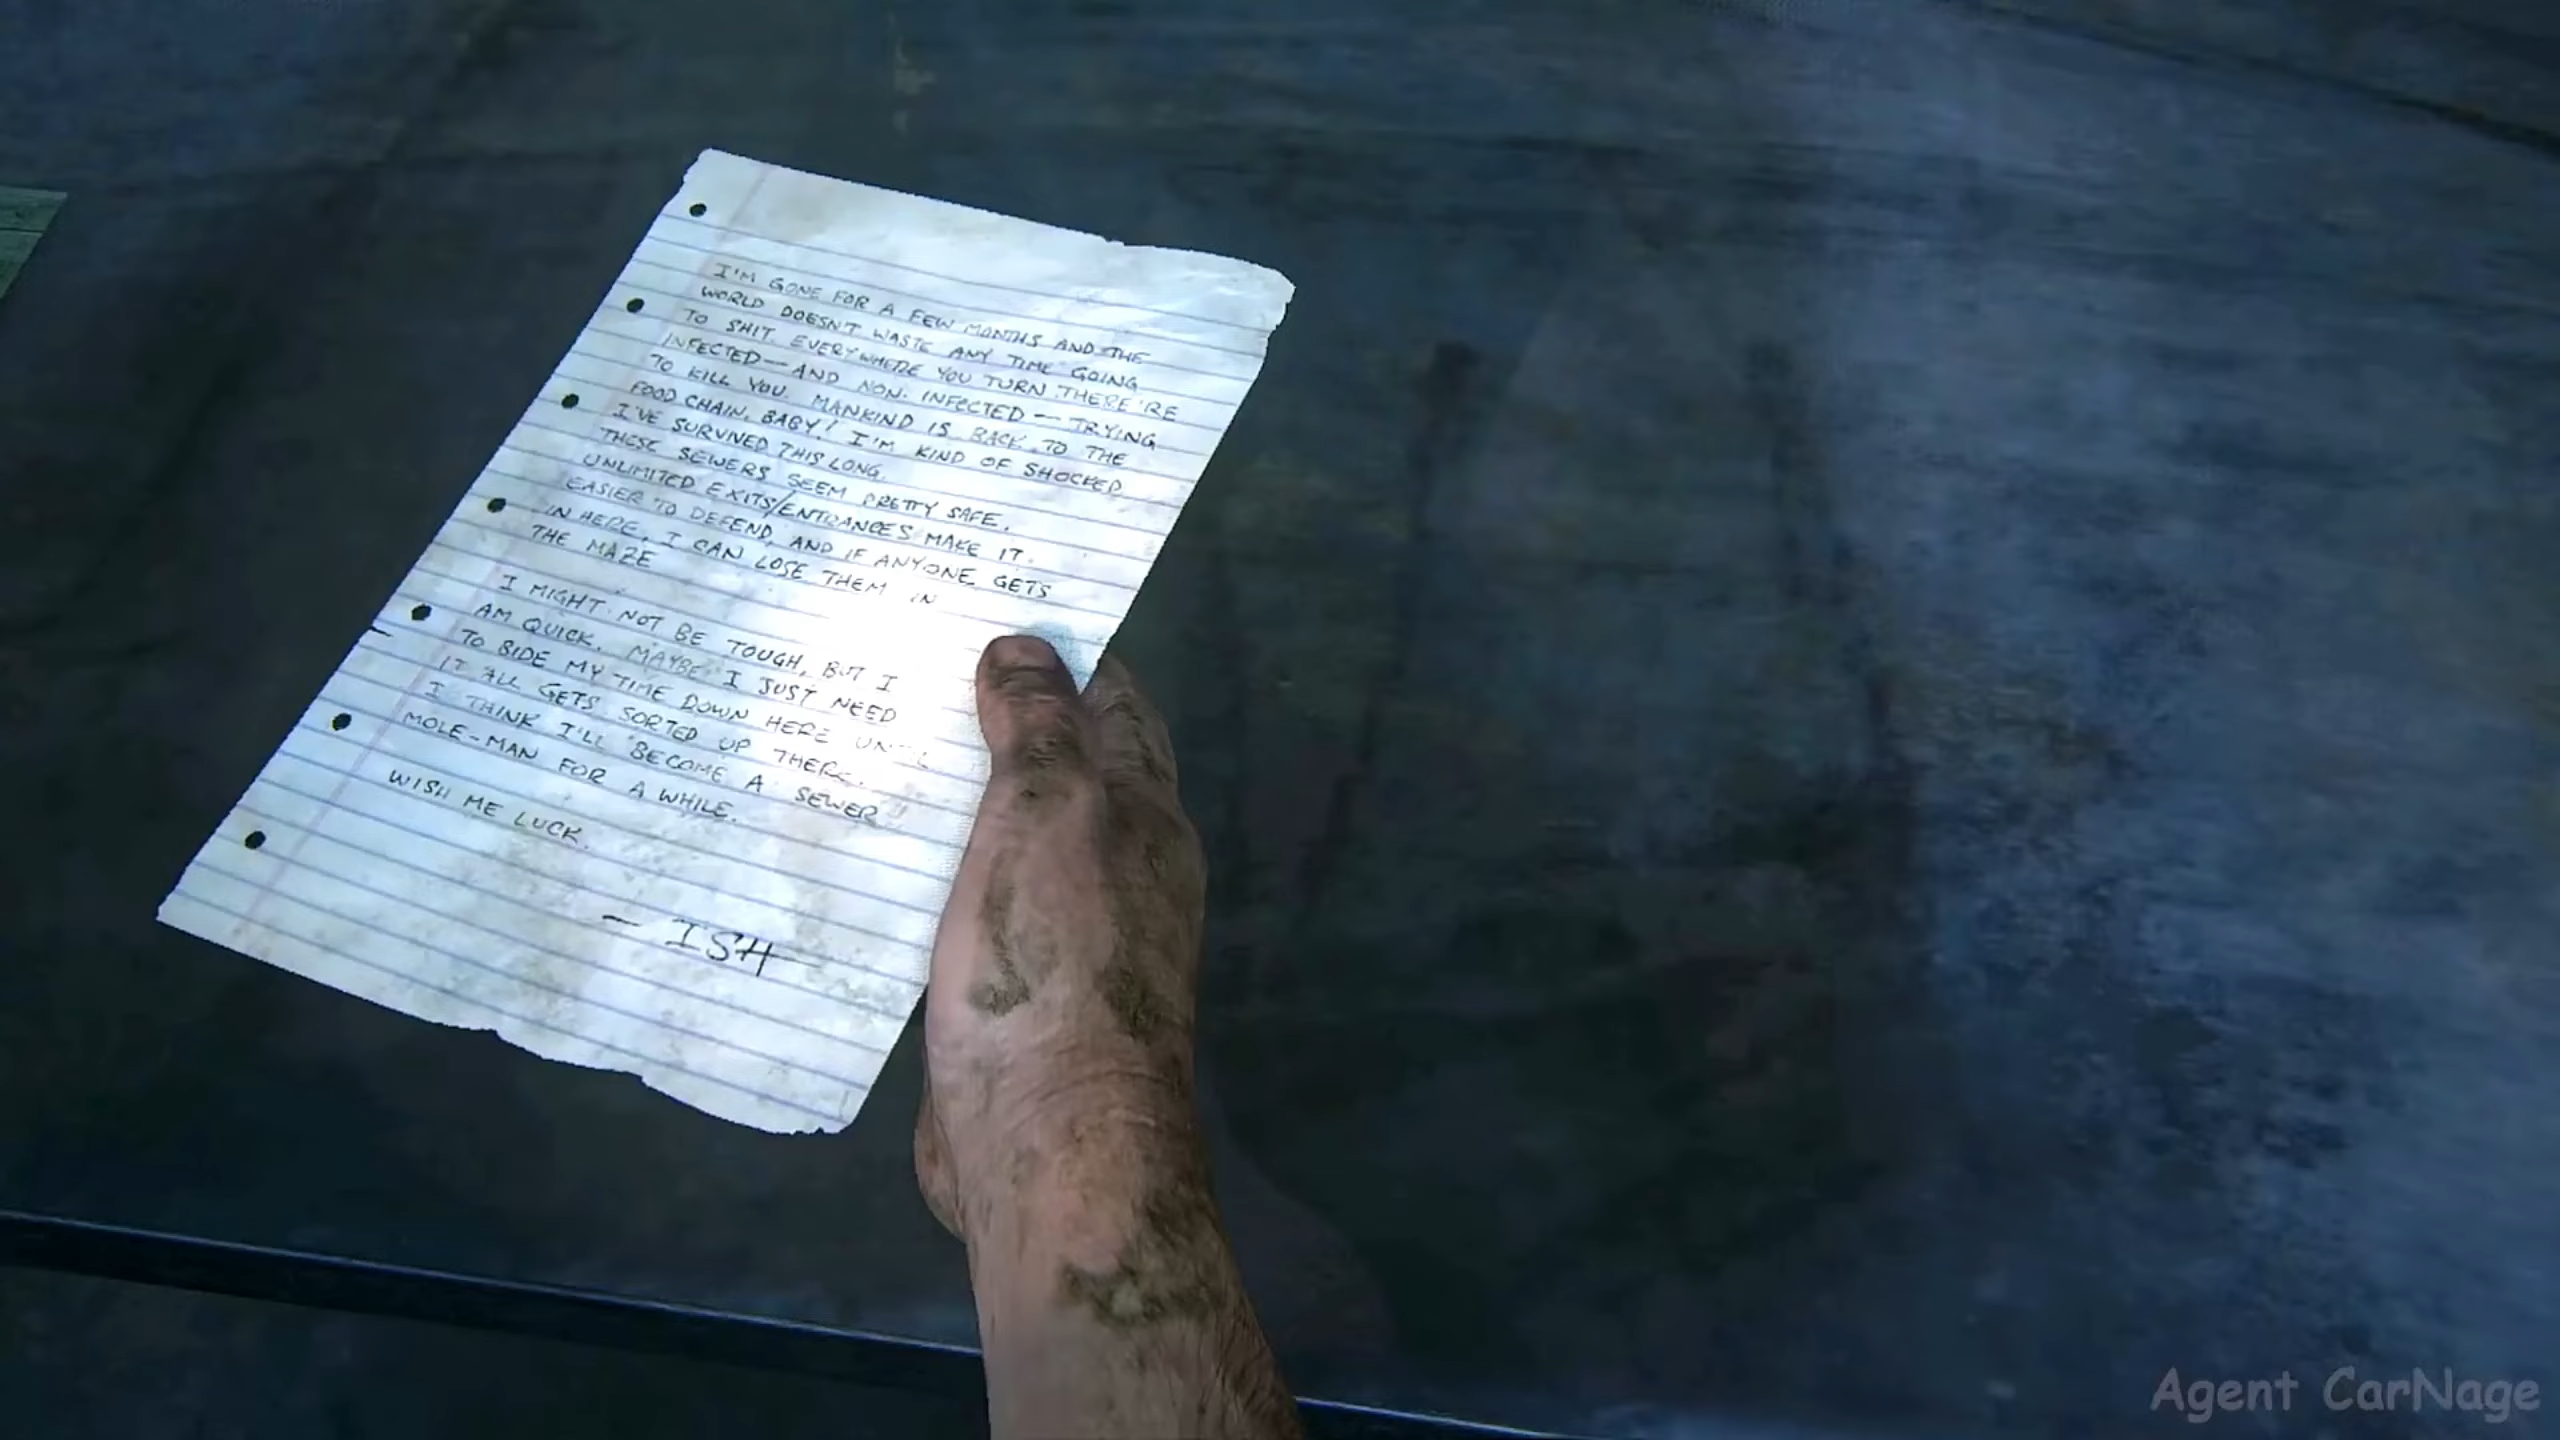 I'M GONE FOR A FEW MONTHS AND THE
WORLD DOESN'T WASTE ANY TIME GOING
TO SHIT. EVERYWHERE YOU TURN THERE'RE
INFECTED — AND NON-INFECTED — TRYING
TO KILL YOU. MANKIND IS BACK TO THE
FOOD CHAIN, BABY! I'M KIND OF SHOCKED
I'VE SURVIVED THIS LONG.
THESE SEWERS SEEM PRETTY SAFE.
UNLIMITED EXITS/ENTRANCES MAKE IT
EASIER TO DEFEND, AND IF ANYONE GETS
IN HERE, I CAN LOSE THEM IN
THE MAZE
I MIGHT NOT BE TOUGH, BUT I
AM QUICK. MAYBE I JUST NEED
TO BIDE MY TIME DOWN HERE UNTIL
IT ALL GETS SORTED UP THERE.
I THINK I'LL BECOME A SEWER
MOLE-MAN FOR A WHILE.
WISH ME LUCK.
— ISH
Agent CarNage